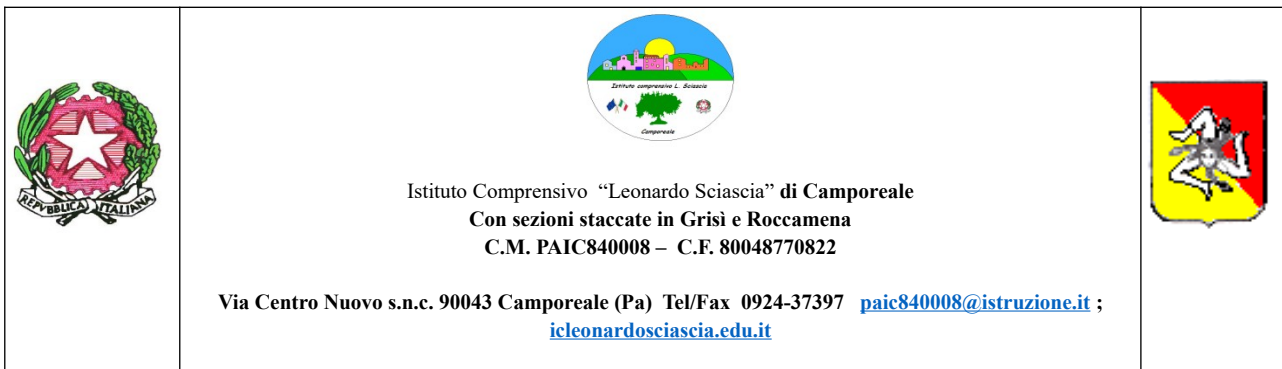 REPVBBLICA ITALIANA
Istituto comprensivo L. Sciascia
Camporeale
Istituto Comprensivo “Leonardo Sciascia” di Camporeale
Con sezioni staccate in Grisì e Roccamena
C.M. PAIC840008 – C.F. 80048770822
Via Centro Nuovo s.n.c. 90043 Camporeale (Pa) Tel/Fax 0924-37397 paic840008@istruzione.it ;
icleonardosciascia.edu.it